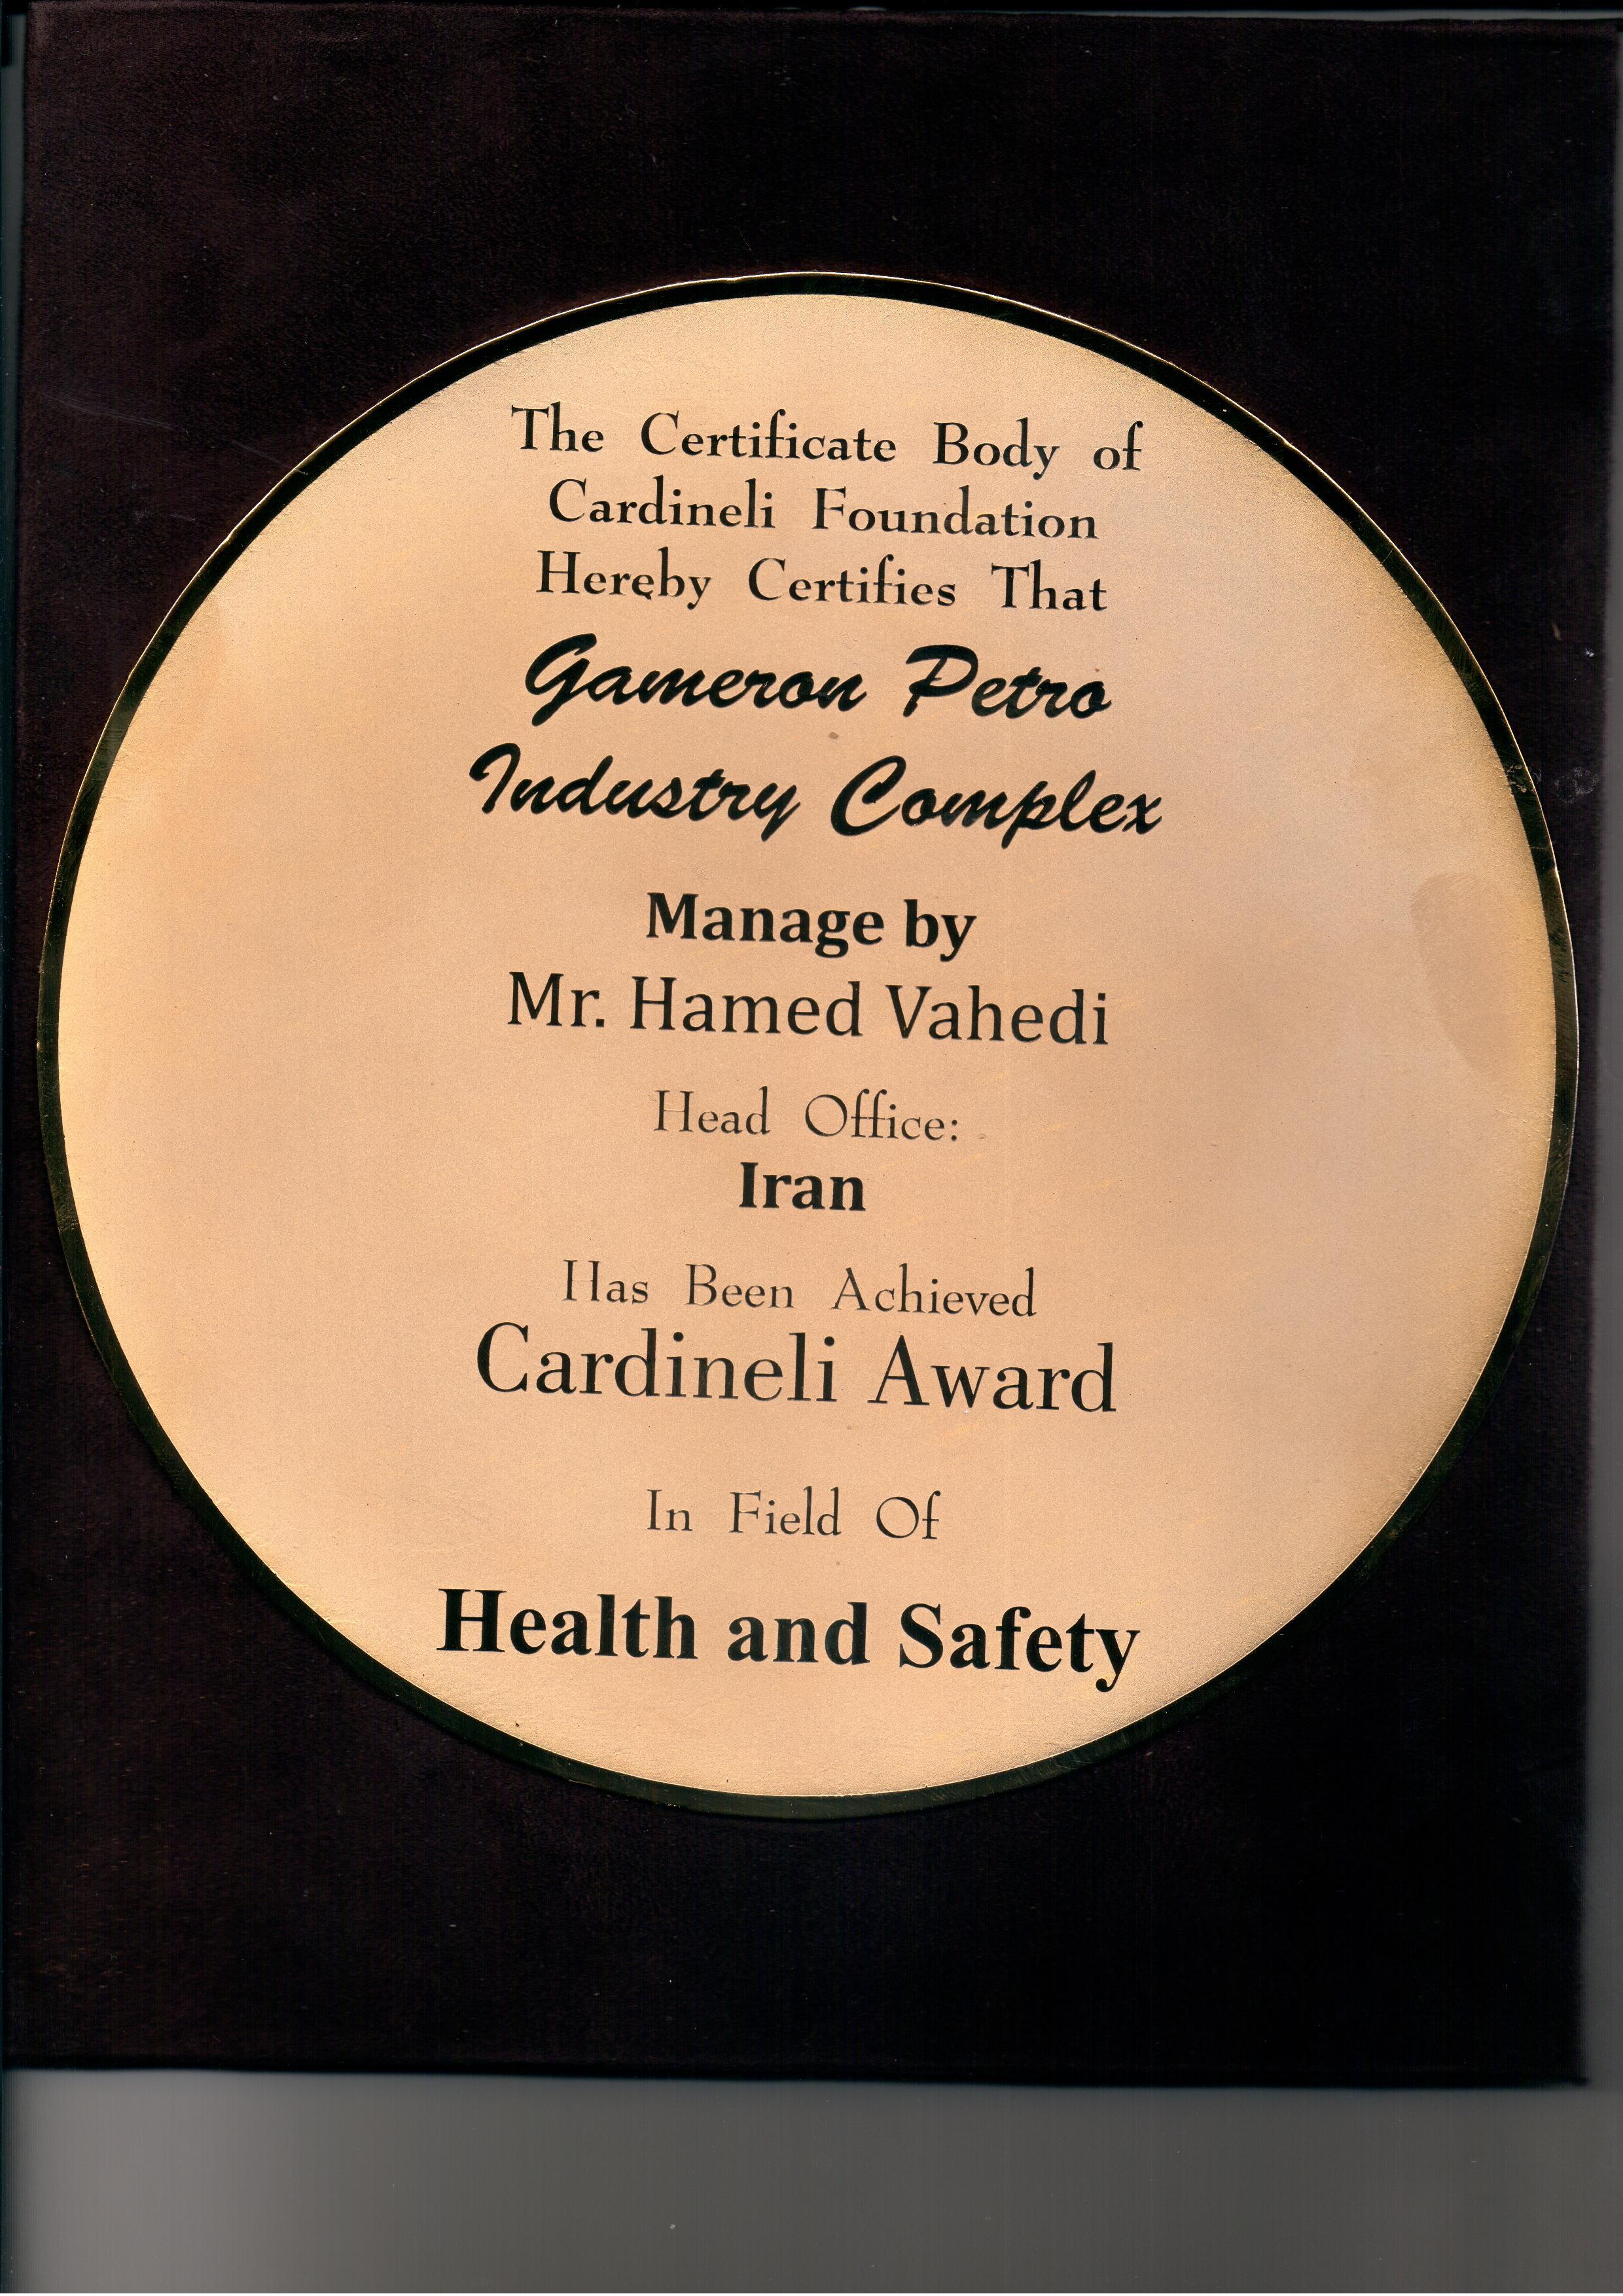 The Certificate Body of
Cardineli Foundation
Hereby Certifies That
Gameron Petro
Industry Complex
Manage by
Mr. Hamed Vahedi
Head Office:
Iran
Has Been Achieved
Cardineli Award
In Field Of
Health and Safety